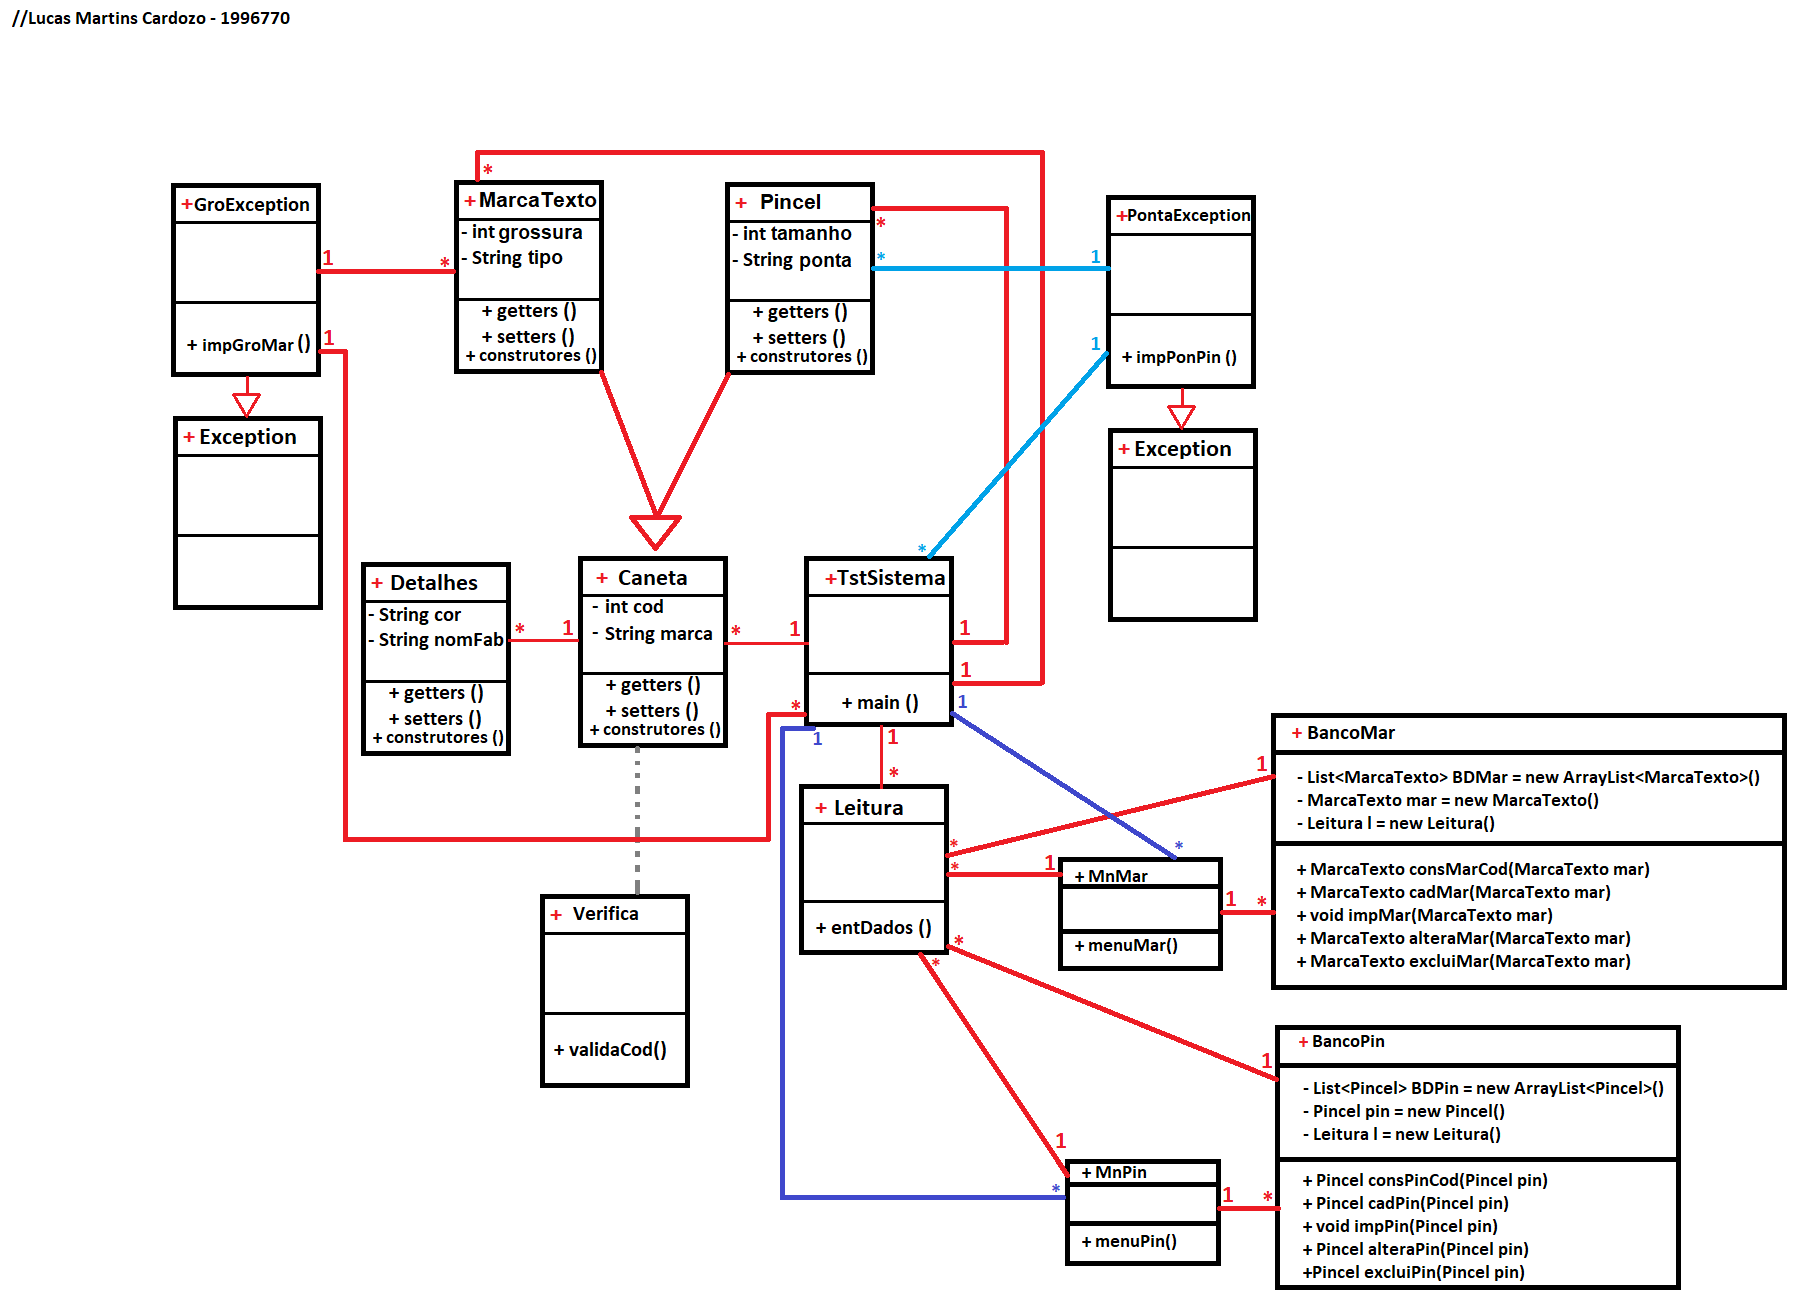 //Lucas Martins Cardozo - 1996770
+GroException
+ impGroMar ()
+ Exception
+ MarcaTexto
- int grossura
- String tipo
+ getters ()
+ setters ()
+ construtores ()
+ Pincel
- int tamanho
- String ponta
+ getters ()
+ setters ()
+ construtores ()
+PontaException
+ impPonPin ()
+ Exception
1
*
1
*
*
*
1
1
*
+ Detalhes
- String cor
- String nomFab
+ getters ()
+ setters ()
+ construtores ()
*
1
+ Caneta
- int cod
- String marca
+ getters ()
+ setters ()
+ construtores ()
*
1
+TstSistema
+ main ()
1
1
1
*
1
1
*
+ Verifica
+ validaCod()
+ Leitura
+ entDados ()
*
*
*
*
1
1
*
+ MnMar
+ menuMar()
1
*
+ BancoMar
- List<MarcaTexto> BDMar = new ArrayList<MarcaTexto>()
- MarcaTexto mar = new MarcaTexto()
- Leitura l = new Leitura()
+ MarcaTexto consMarCod(MarcaTexto mar)
+ MarcaTexto cadMar(MarcaTexto mar)
+ void impMar(MarcaTexto mar)
+ MarcaTexto alteraMar(MarcaTexto mar)
+ MarcaTexto excluiMar(MarcaTexto mar)
1
1
*
+ MnPin
+ menuPin()
1
*
+ BancoPin
- List<Pincel> BDPin = new ArrayList<Pincel>()
- Pincel pin = new Pincel()
- Leitura l = new Leitura()
+ Pincel consPinCod(Pincel pin)
+ Pincel cadPin(Pincel pin)
+ void impPin(Pincel pin)
+ Pincel alteraPin(Pincel pin)
+Pincel excluiPin(Pincel pin)